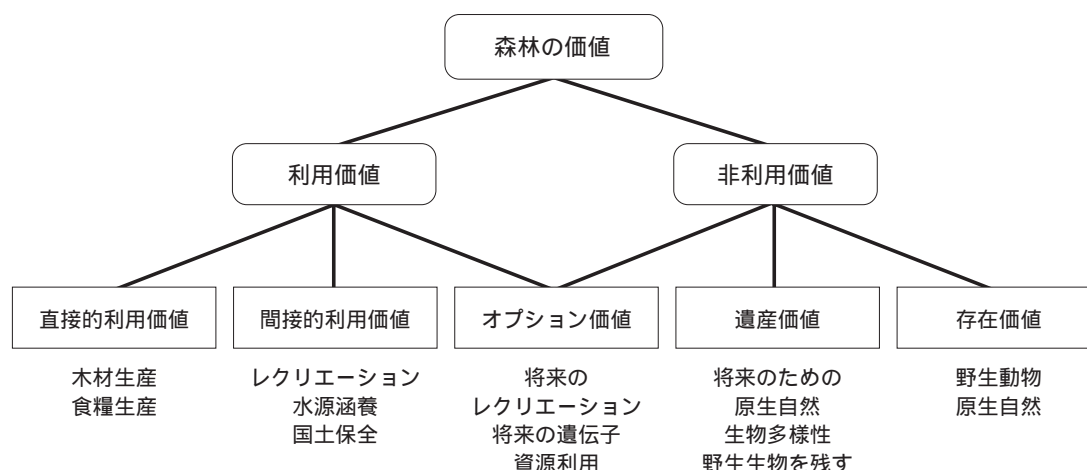 森林の価値
利用価値
非利用価値
直接的利用価値
間接的利用価値
オプション価値
遺産価値
存在価値
木材生産
食糧生産
レクリエーション
水源涵養
国土保全
将来の
レクリエーション
将来の遺伝子
資源利用
将来のための
原生自然
生物多様性
野生生物を残す
野生動物
原生自然